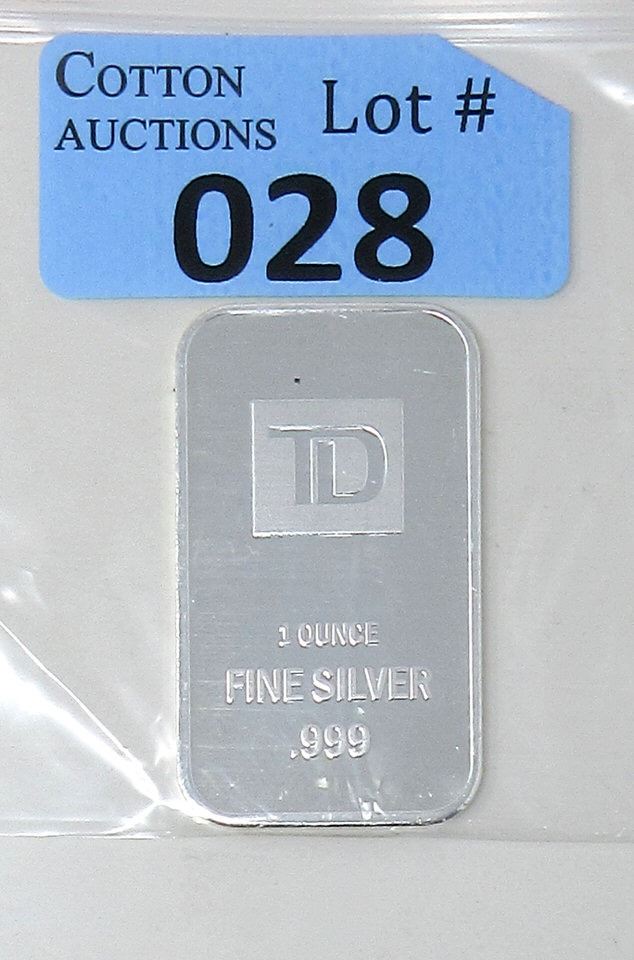 COTTON
AUCTIONS
Lot #
028
TD
1 OUNCE
FINE SILVER
.999